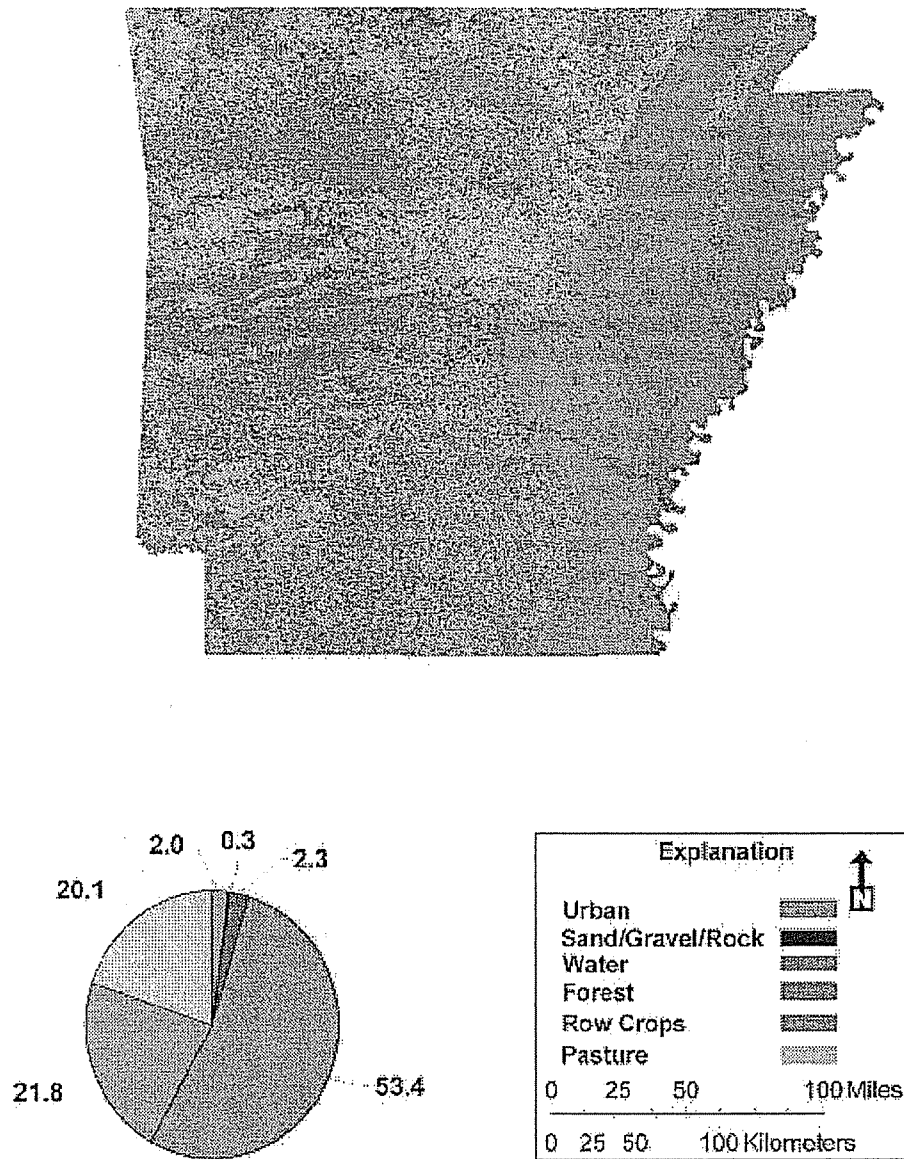 2.0
0.3
2.3
20.1
21.8
53.4
Explanation
N
Urban
Sand/Gravel/Rock
Water
Forest
Row Crops
Pasture
0 25 50 100 Miles
0 25 50 100 Kilometers